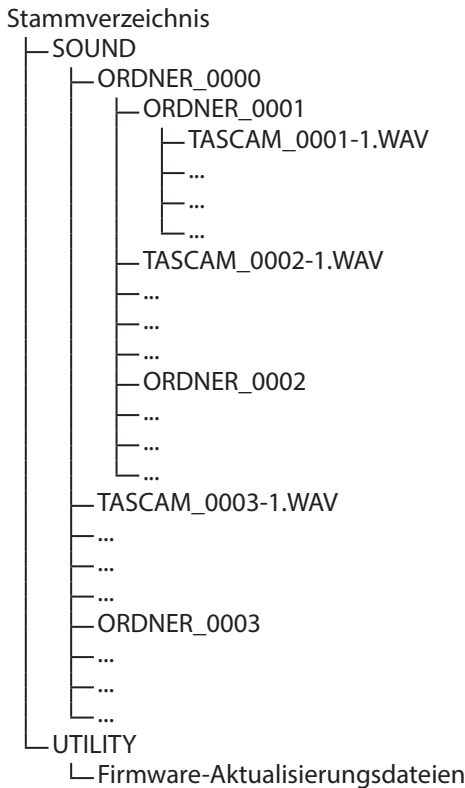 Stammverzeichnis
SOUND
ORDNER_0000
ORDNER_0001
TASCAM_0001-1.WAV
...
...
...
TASCAM_0002-1.WAV
...
...
...
ORDNER_0002
...
...
...
TASCAM_0003-1.WAV
...
...
...
ORDNER_0003
...
...
...
UTILITY
Firmware-Aktualisierungsdateien